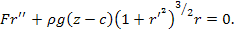 Fr″ + ρg(z − c)(1 + r′²)^{3/2} r = 0.